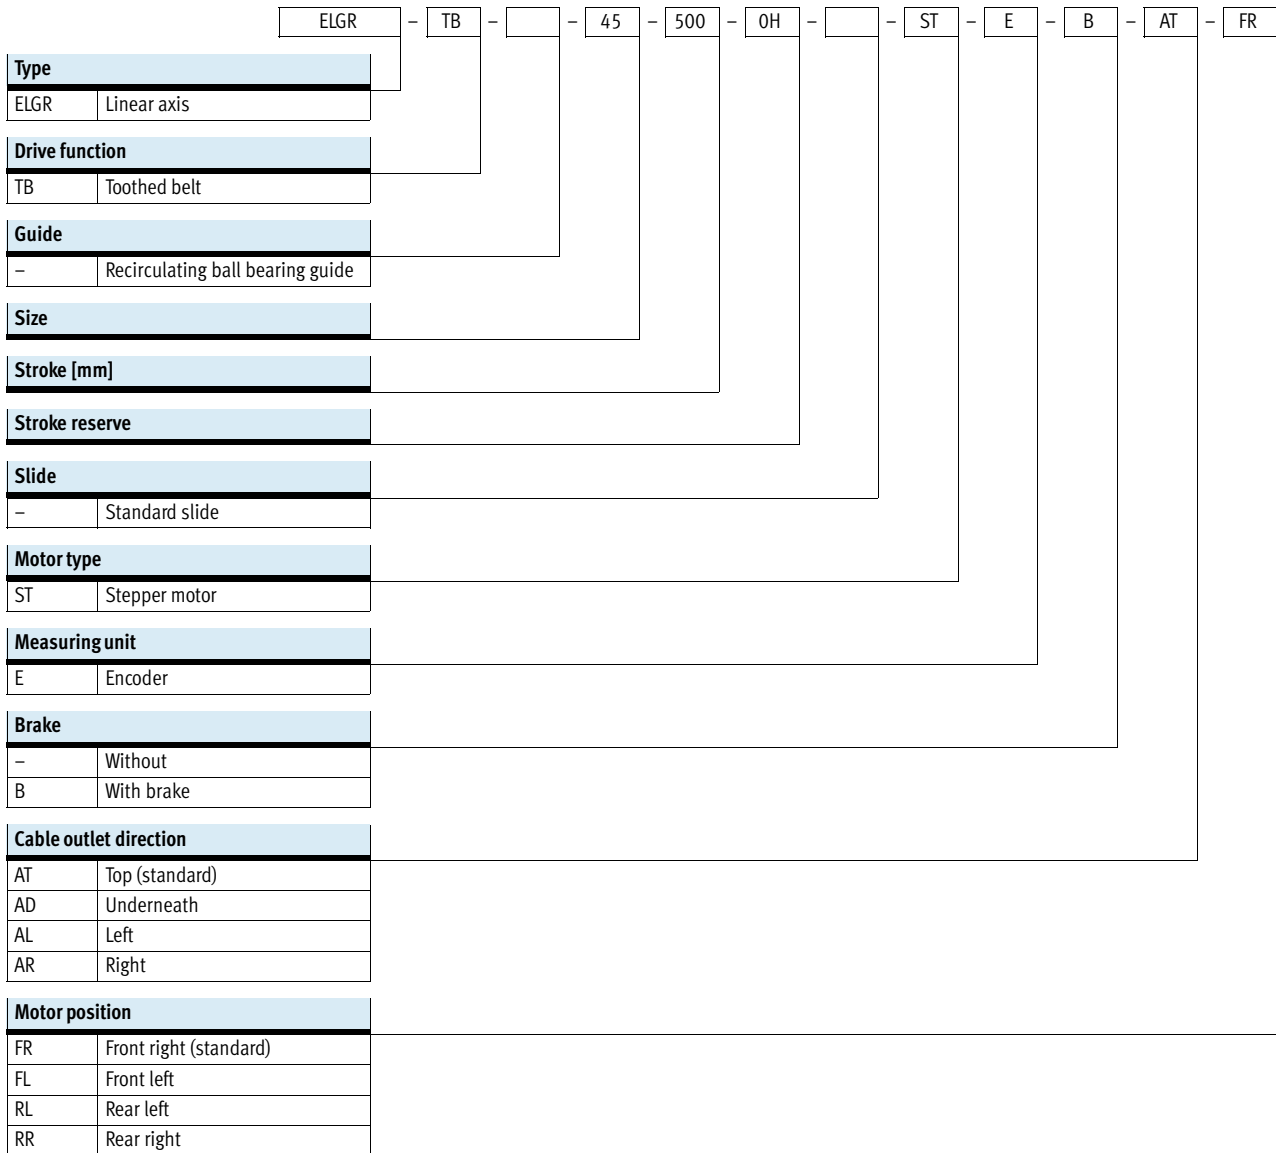 ELGR – TB – – 45 – 500 – 0H – – ST – E – B – AT – FR
Type
ELGR Linear axis
Drive function
TB Toothed belt
Guide
– Recirculating ball bearing guide
Size
Stroke [mm]
Stroke reserve
Slide
– Standard slide
Motor type
ST Stepper motor
Measuring unit
E Encoder
Brake
– Without
B With brake
Cable outlet direction
AT Top (standard)
AD Underneath
AL Left
AR Right
Motor position
FR Front right (standard)
FL Front left
RL Rear left
RR Rear right